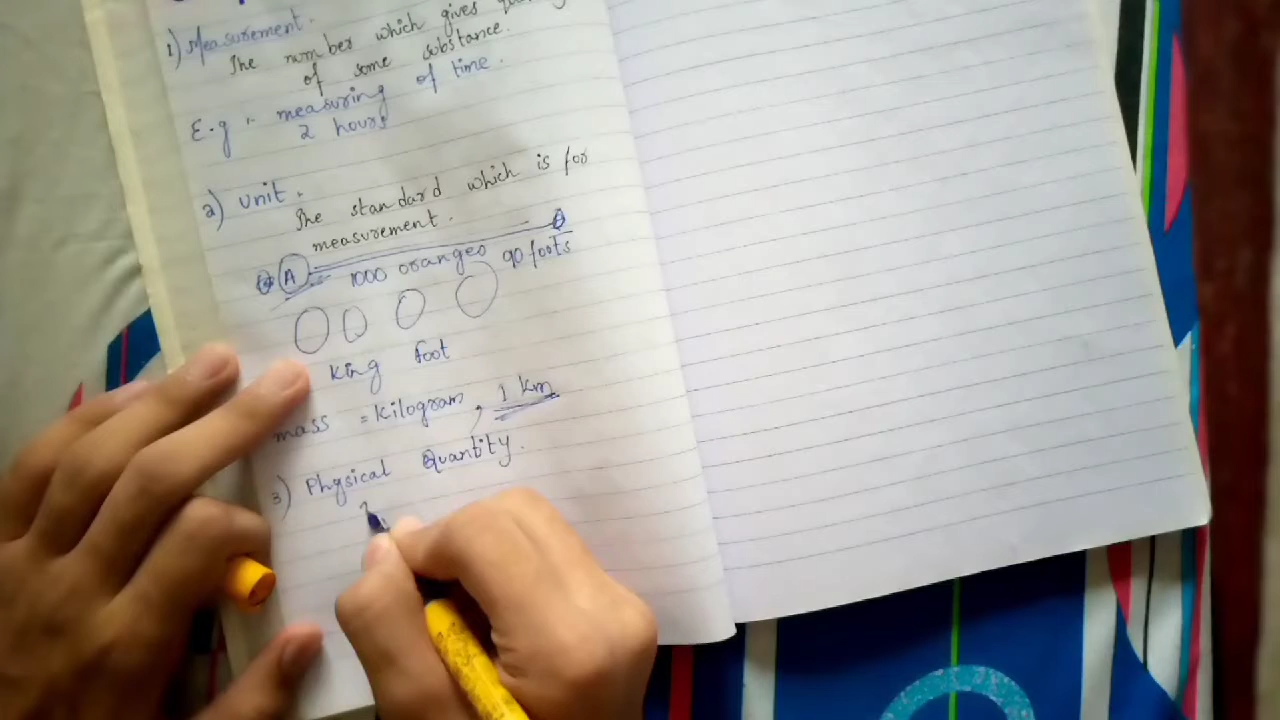 1) Measurement.
The number which gives
of some substance.
E.g :- measuring of time.
2 hours
2) Unit.
The standard which is for
measurement.
A B
1000 oranges 90 foots
King foot
mass = kilogram, 1 km
3) Physical Quantity.